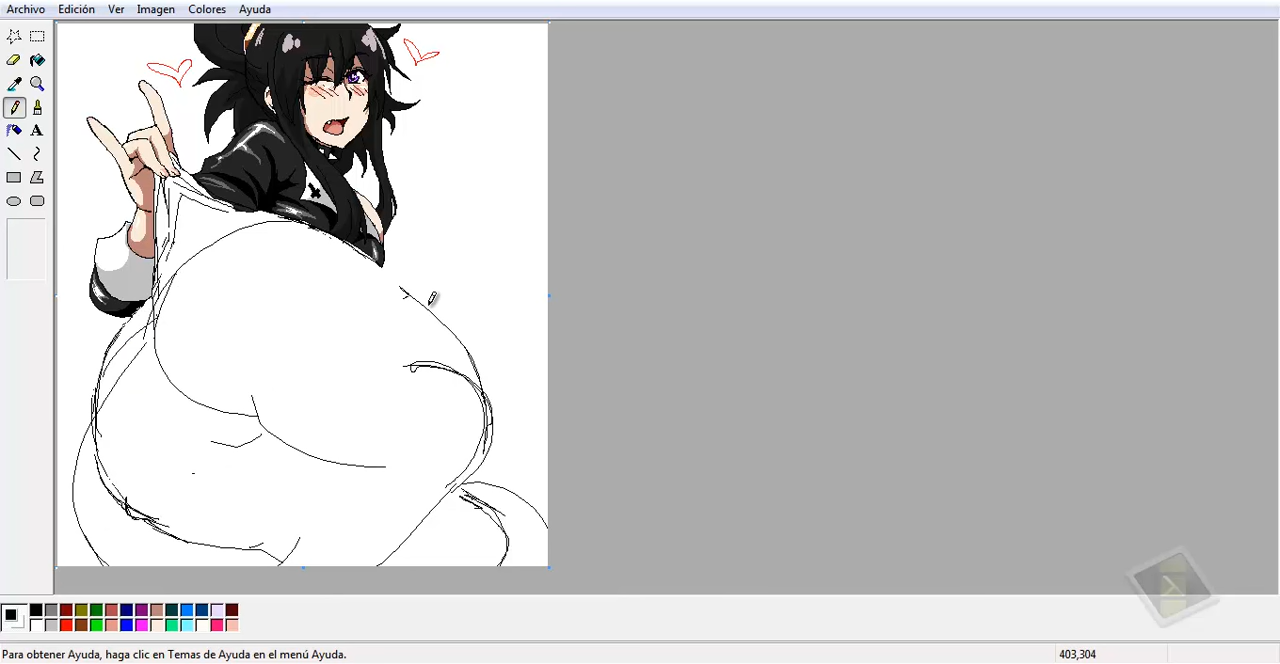 Archivo Edición Ver Imagen Colores Ayuda
A
Para obtener Ayuda, haga clic en Temas de Ayuda en el menú Ayuda.
403,304